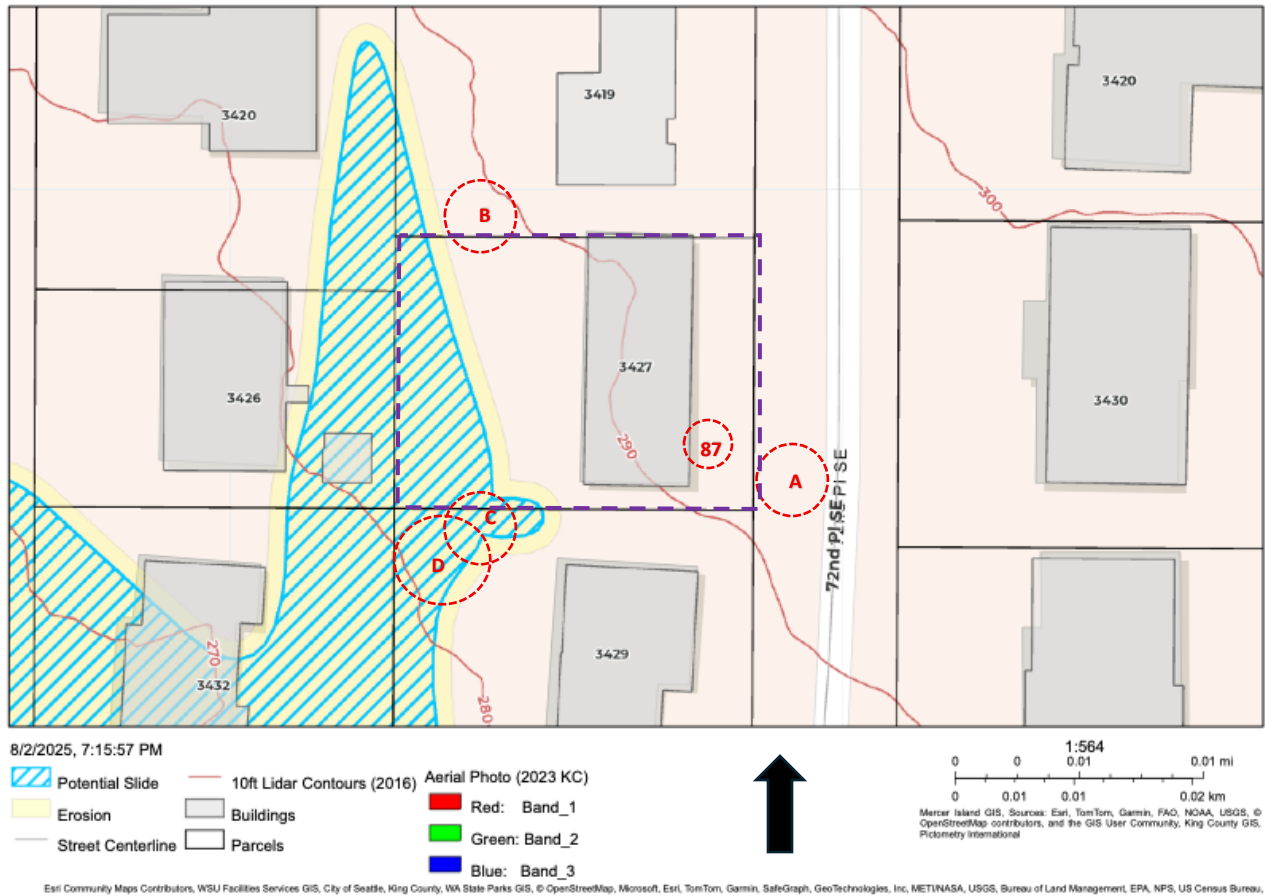 3420
3419
3420
300
B
3427
3426
3430
290
87
A
C
D
72nd Pl SE
72nd Pl SE
3429
270
3432
280
8/2/2025, 7:15:57 PM
Potential Slide
Erosion
Street Centerline
10ft Lidar Contours (2016)
Buildings
Parcels
Aerial Photo (2023 KC)
Red: Band_1
Green: Band_2
Blue: Band_3
1:564
0 0 0.01 0.01 mi
0 0.01 0.01 0.02 km
Mercer Island GIS, Sources: Esri, TomTom, Garmin, FAO, NOAA, USGS, ©
OpenStreetMap contributors, and the GIS User Community, King County GIS,
Pictometry International
Esri Community Maps Contributors, WSU Facilities Services GIS, City of Seattle, King County, WA State Parks GIS, © OpenStreetMap, Microsoft, Esri, TomTom, Garmin, SafeGraph, GeoTechnologies, Inc, METI/NASA, USGS, Bureau of Land Management, EPA, NPS, US Census Bureau,